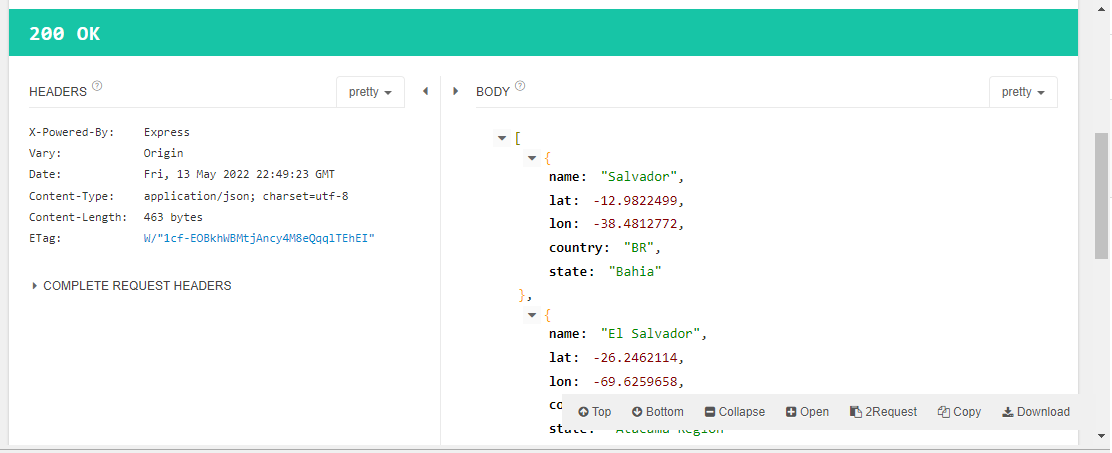 200 OK
HEADERS ?
pretty
X-Powered-By: Express
Vary: Origin
Date: Fri, 13 May 2022 22:49:23 GMT
Content-Type: application/json; charset=utf-8
Content-Length: 463 bytes
ETag: W/"1cf-EOBkhWBMtjAncy4M8eQqqlTEhEI"
COMPLETE REQUEST HEADERS
BODY ?
pretty
[
{
name: "Salvador",
lat: -12.9822499,
lon: -38.4812772,
country: "BR",
state: "Bahia"
},
{
name: "El Salvador",
lat: -26.2462114,
lon: -69.6259658,
co
Top Bottom Collapse Open 2Request Copy Download
state: "Atacama Region"